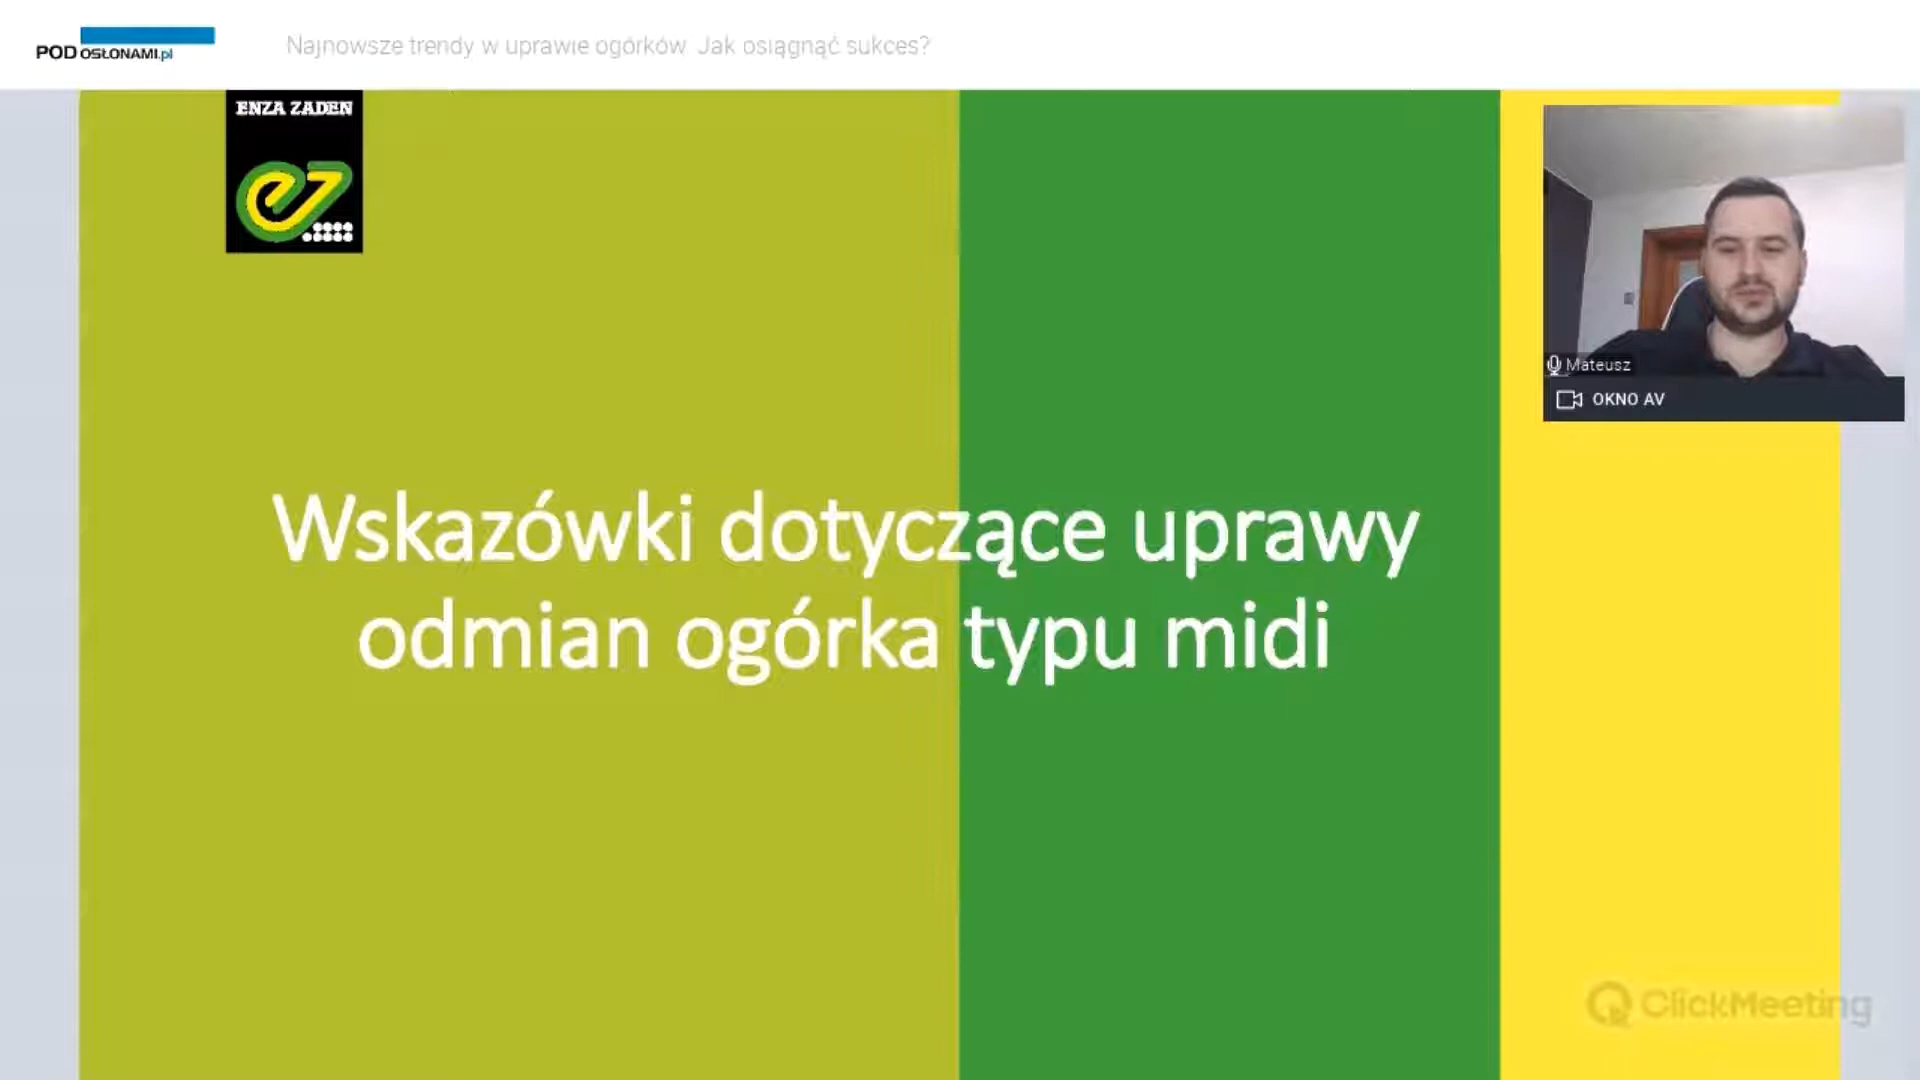 POD OSŁONAMI.pl
Najnowsze trendy w uprawie ogórków. Jak osiągnąć sukces?
ENZA ZADEN
Mateusz
OKNO AV
Wskazówki dotyczące uprawy
odmian ogórka typu midi
ClickMeeting